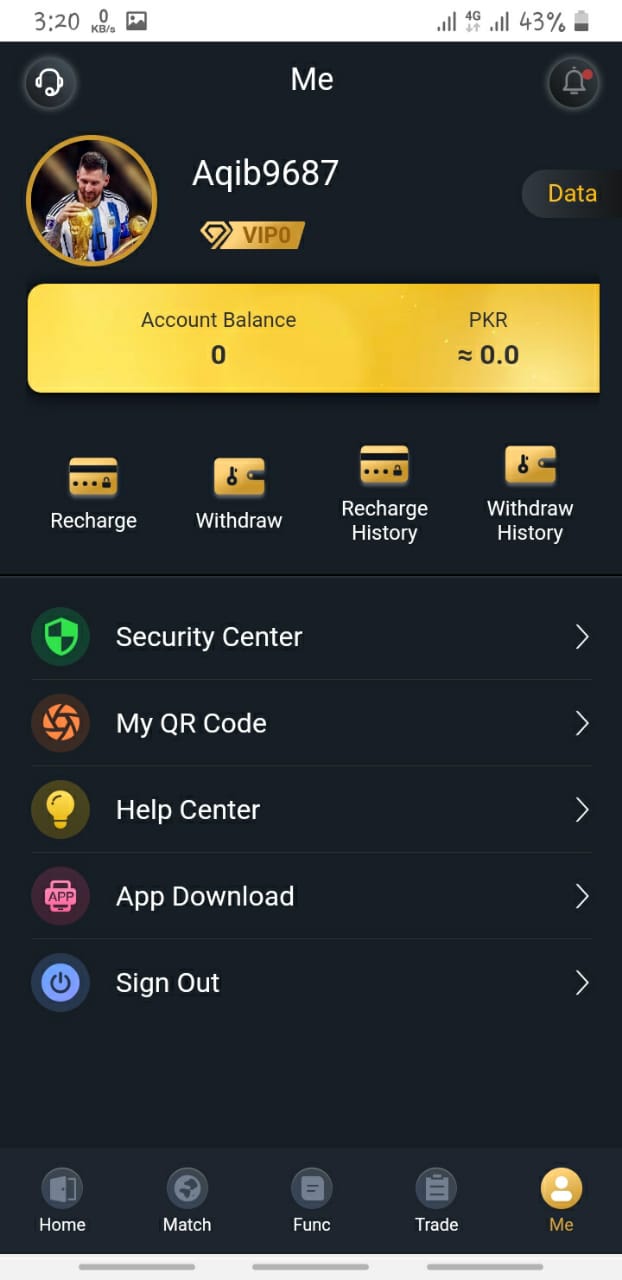 3:20
0
KB/s
4G
43%
Me
Aqib9687
Data
VIP0
Account Balance
PKR
0
≈ 0.0
Recharge
Withdraw
Recharge
History
Withdraw
History
Security Center
My QR Code
Help Center
APP
App Download
Sign Out
Home
Match
Func
Trade
Me